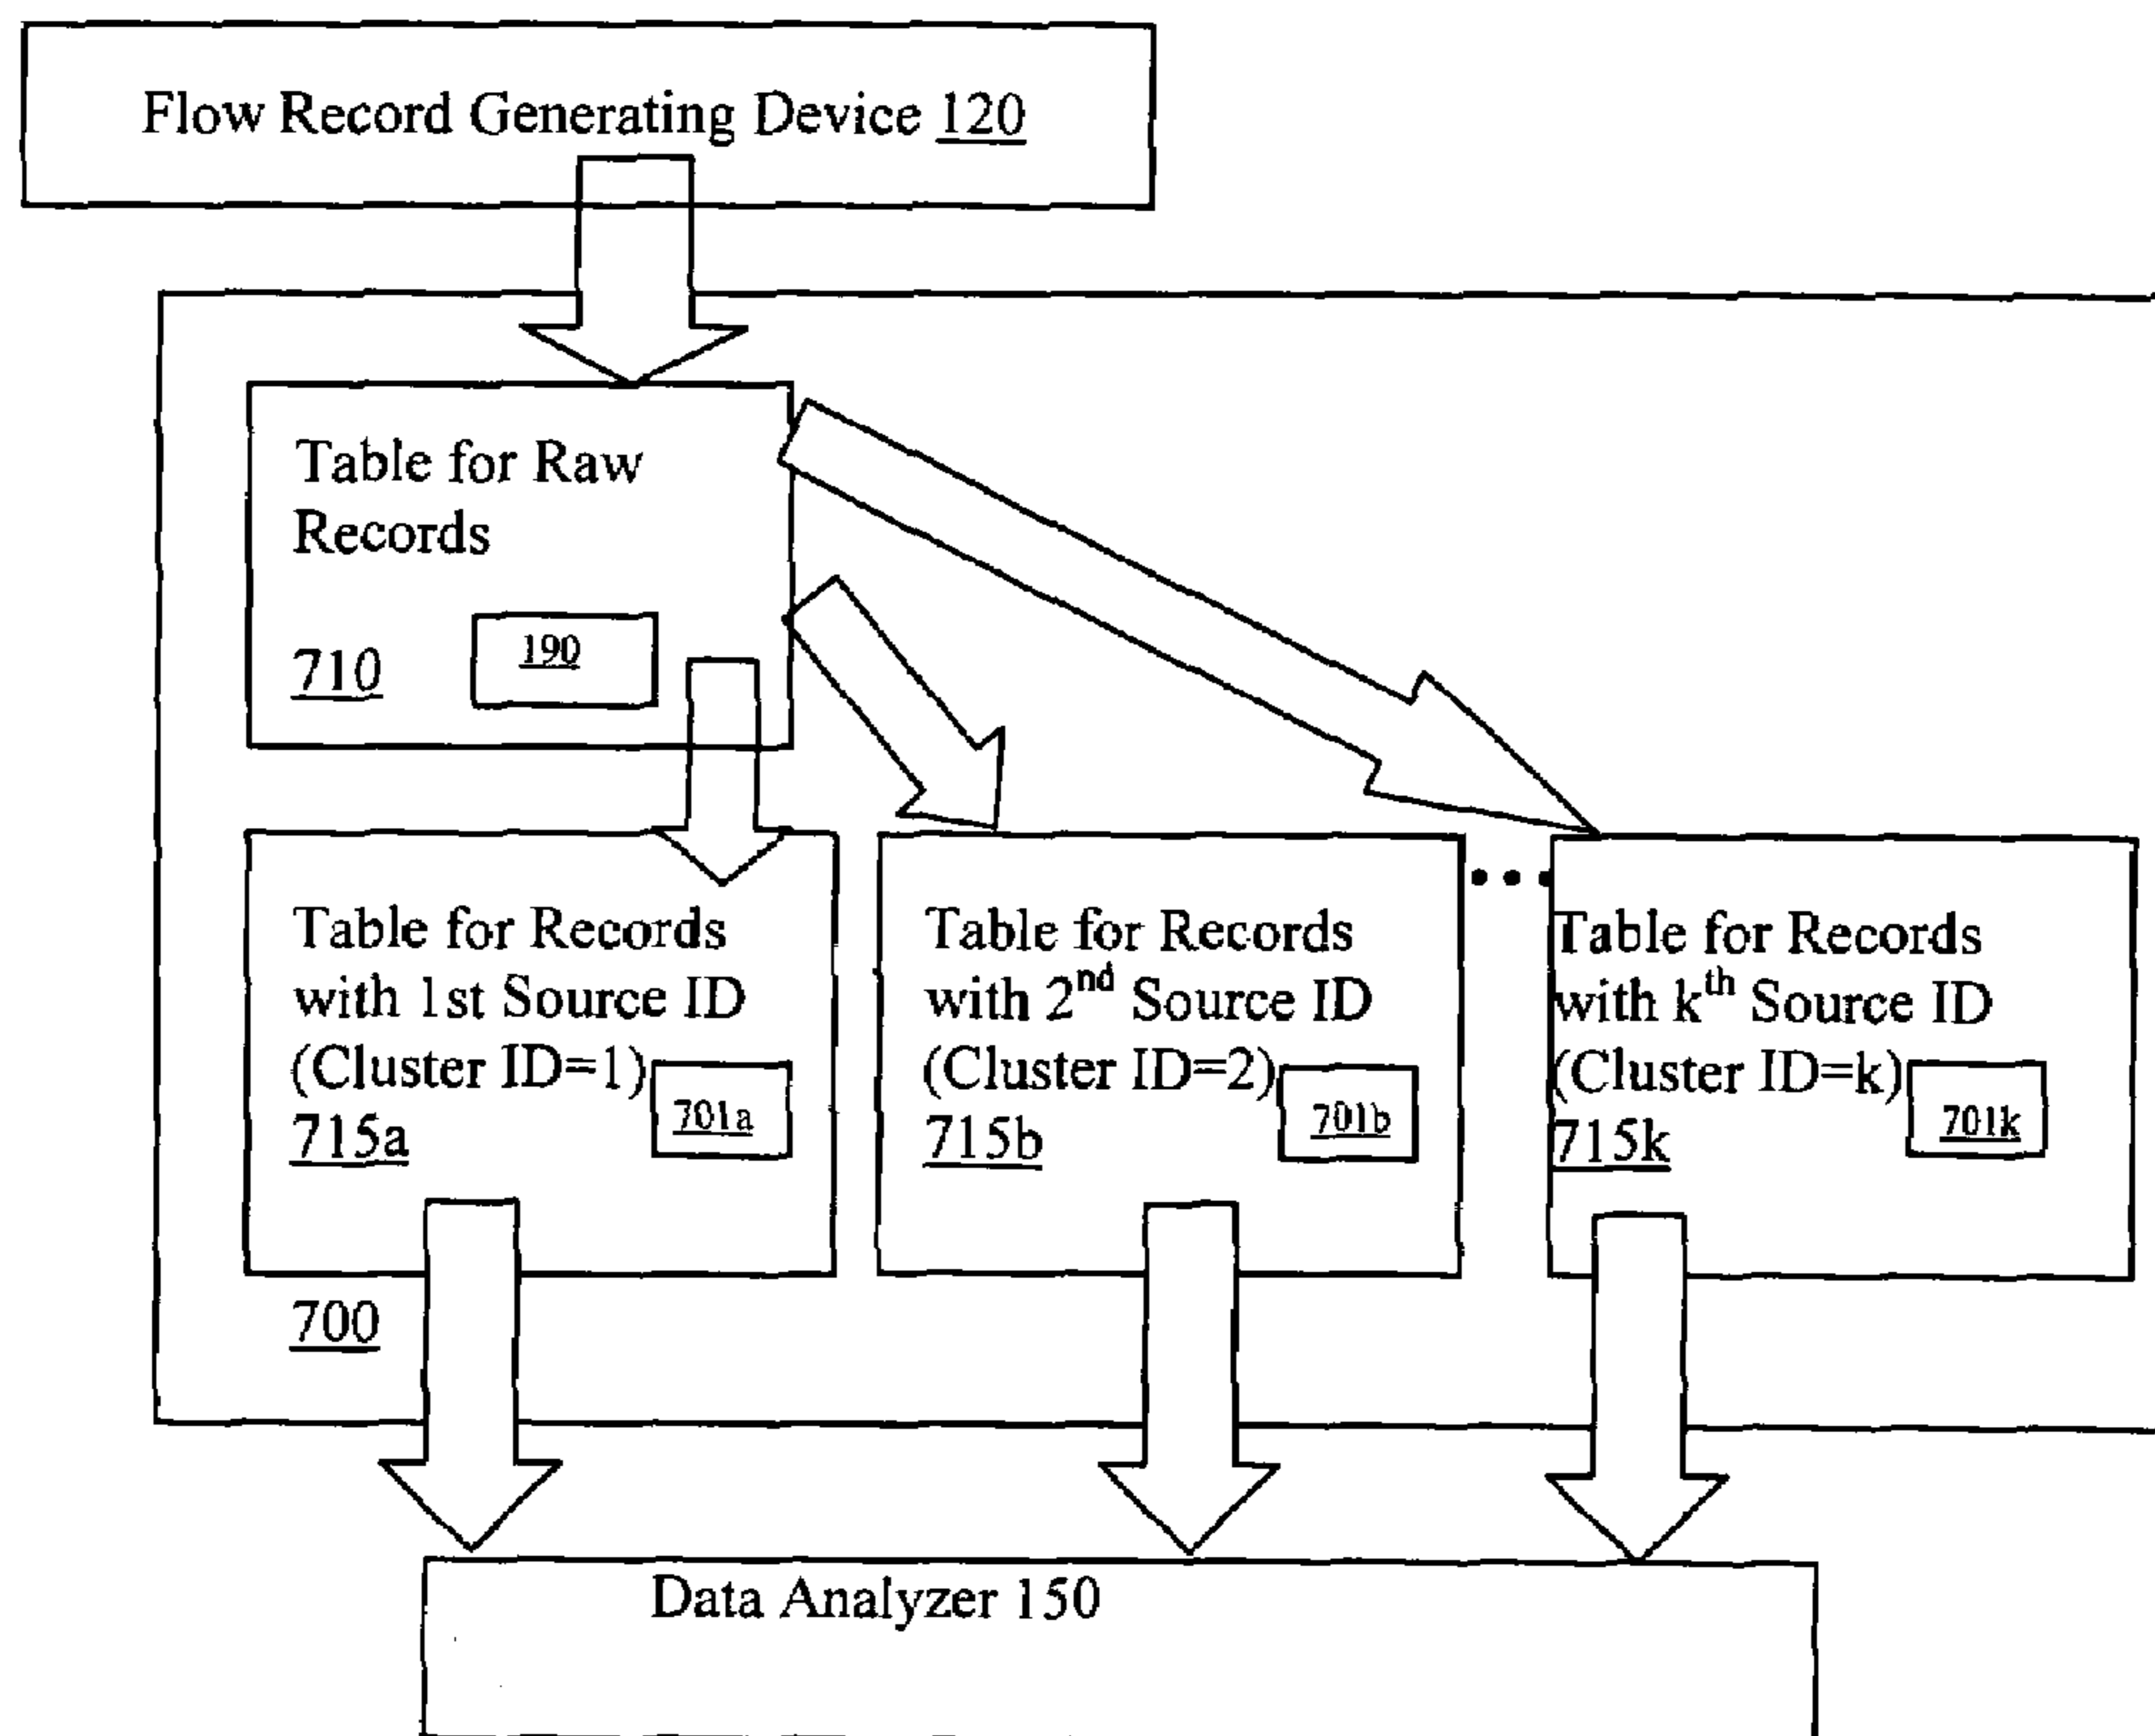 Flow Record Generating Device 120
Table for Raw
Records
190
710
Table for Records
with 1st Source ID
(Cluster ID=1)
701a
715a
Table for Records
with 2nd Source ID
(Cluster ID=2)
701b
715b
Table for Records
with kth Source ID
(Cluster ID=k)
701k
715k
700
Data Analyzer 150